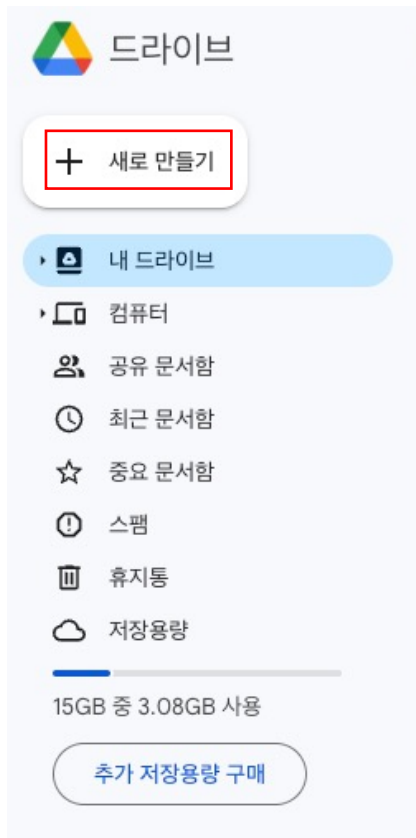 드라이브
새로 만들기
내 드라이브
컴퓨터
공유 문서함
최근 문서함
중요 문서함
스팸
휴지통
저장용량
15GB 중 3.08GB 사용
추가 저장용량 구매